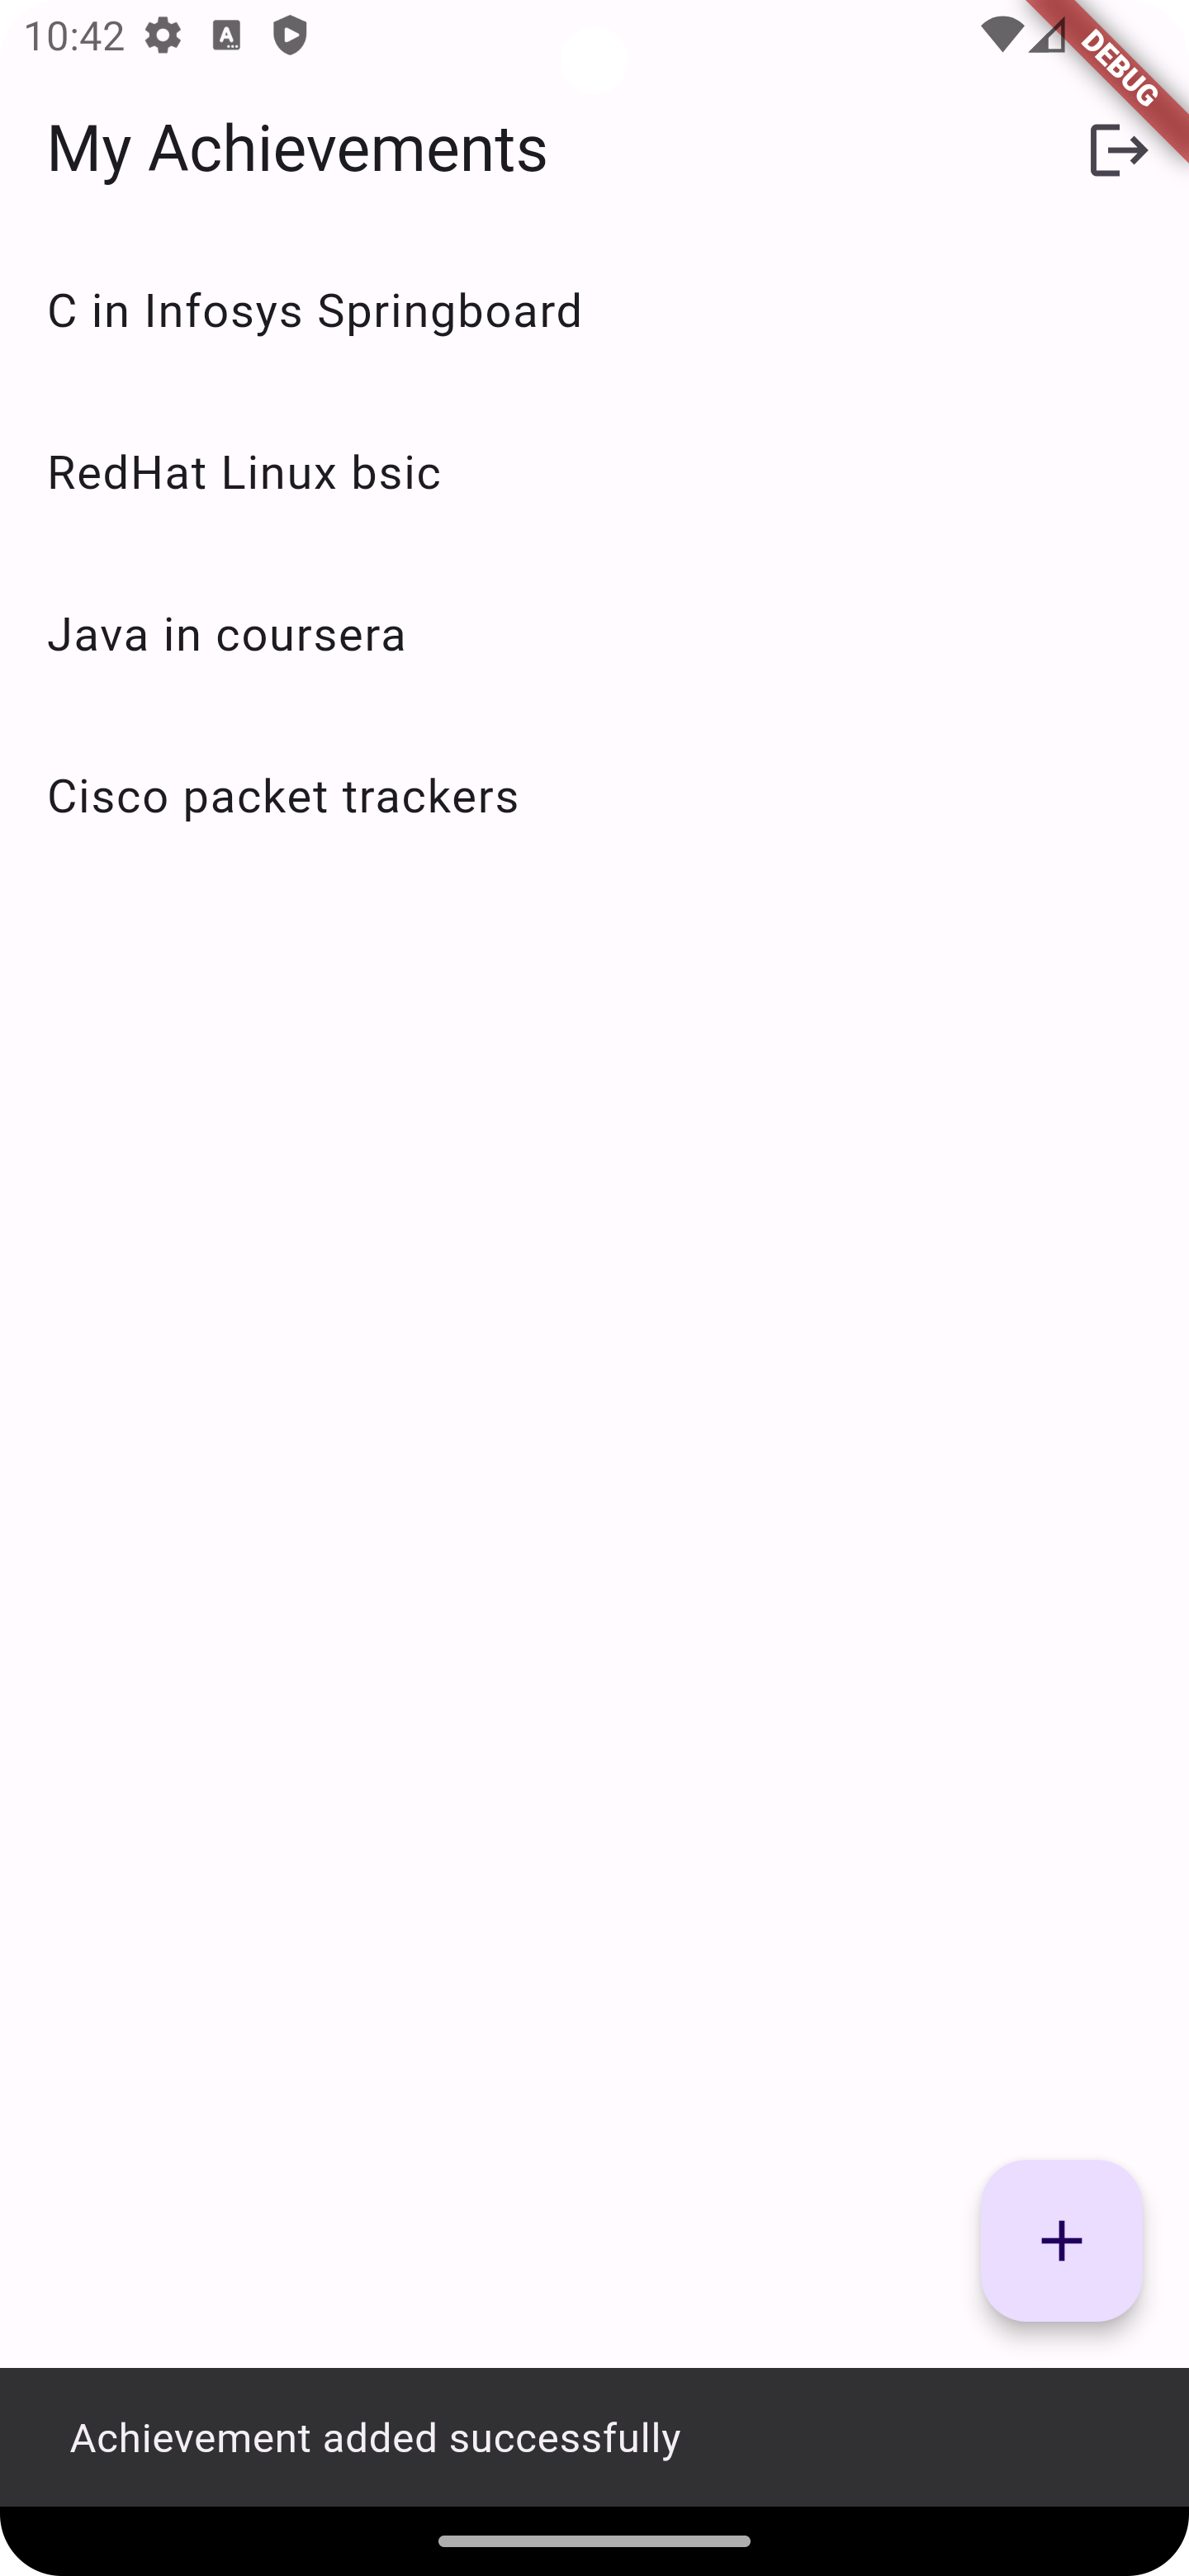 10:42
DEBUG
My Achievements
C in Infosys Springboard
RedHat Linux bsic
Java in coursera
Cisco packet trackers
Achievement added successfully